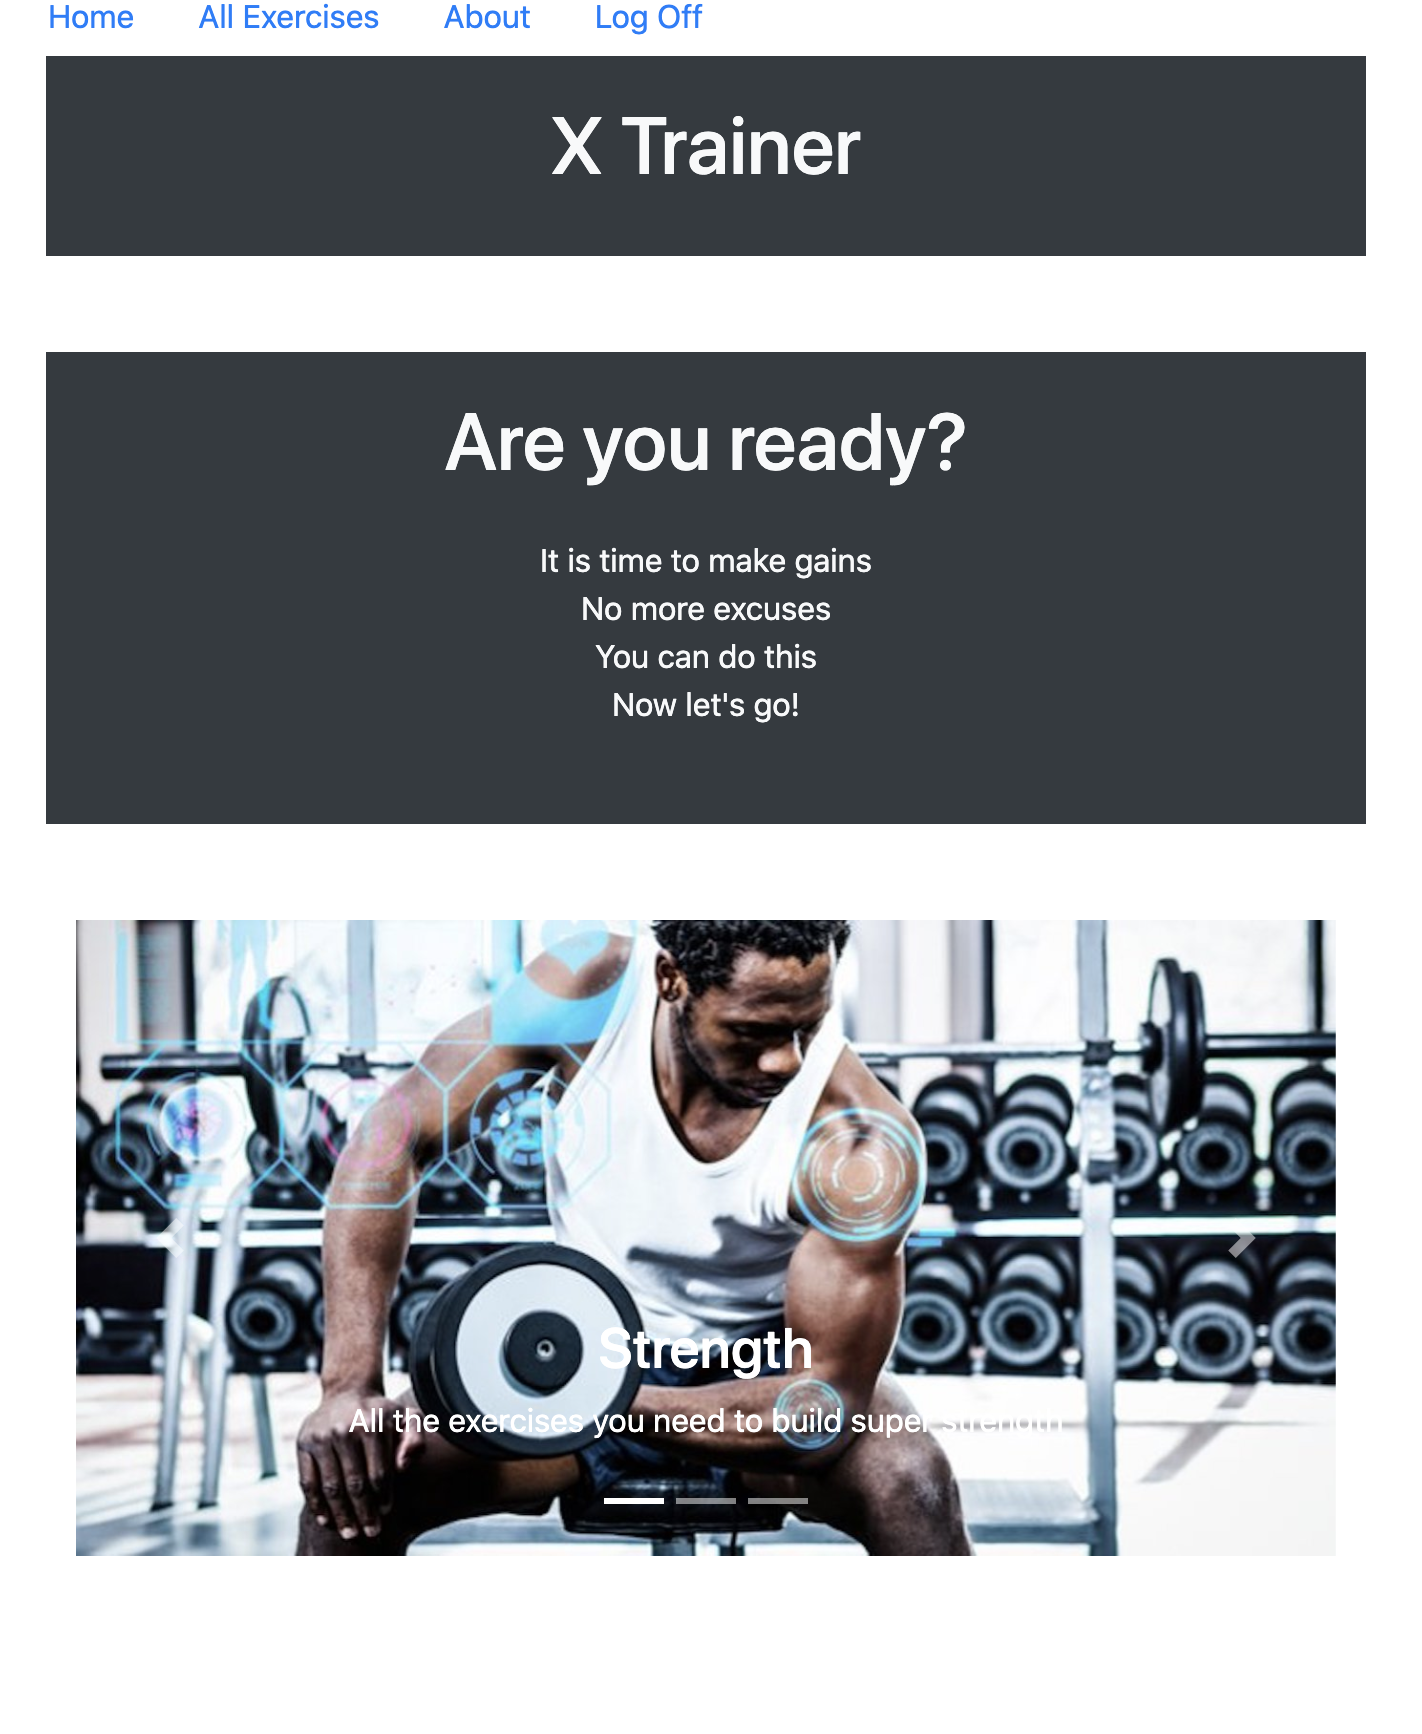 Home All Exercises About Log Off
X Trainer
Are you ready?
It is time to make gains
No more excuses
You can do this
Now let's go!
Strength
All the exercises you need to build super strength